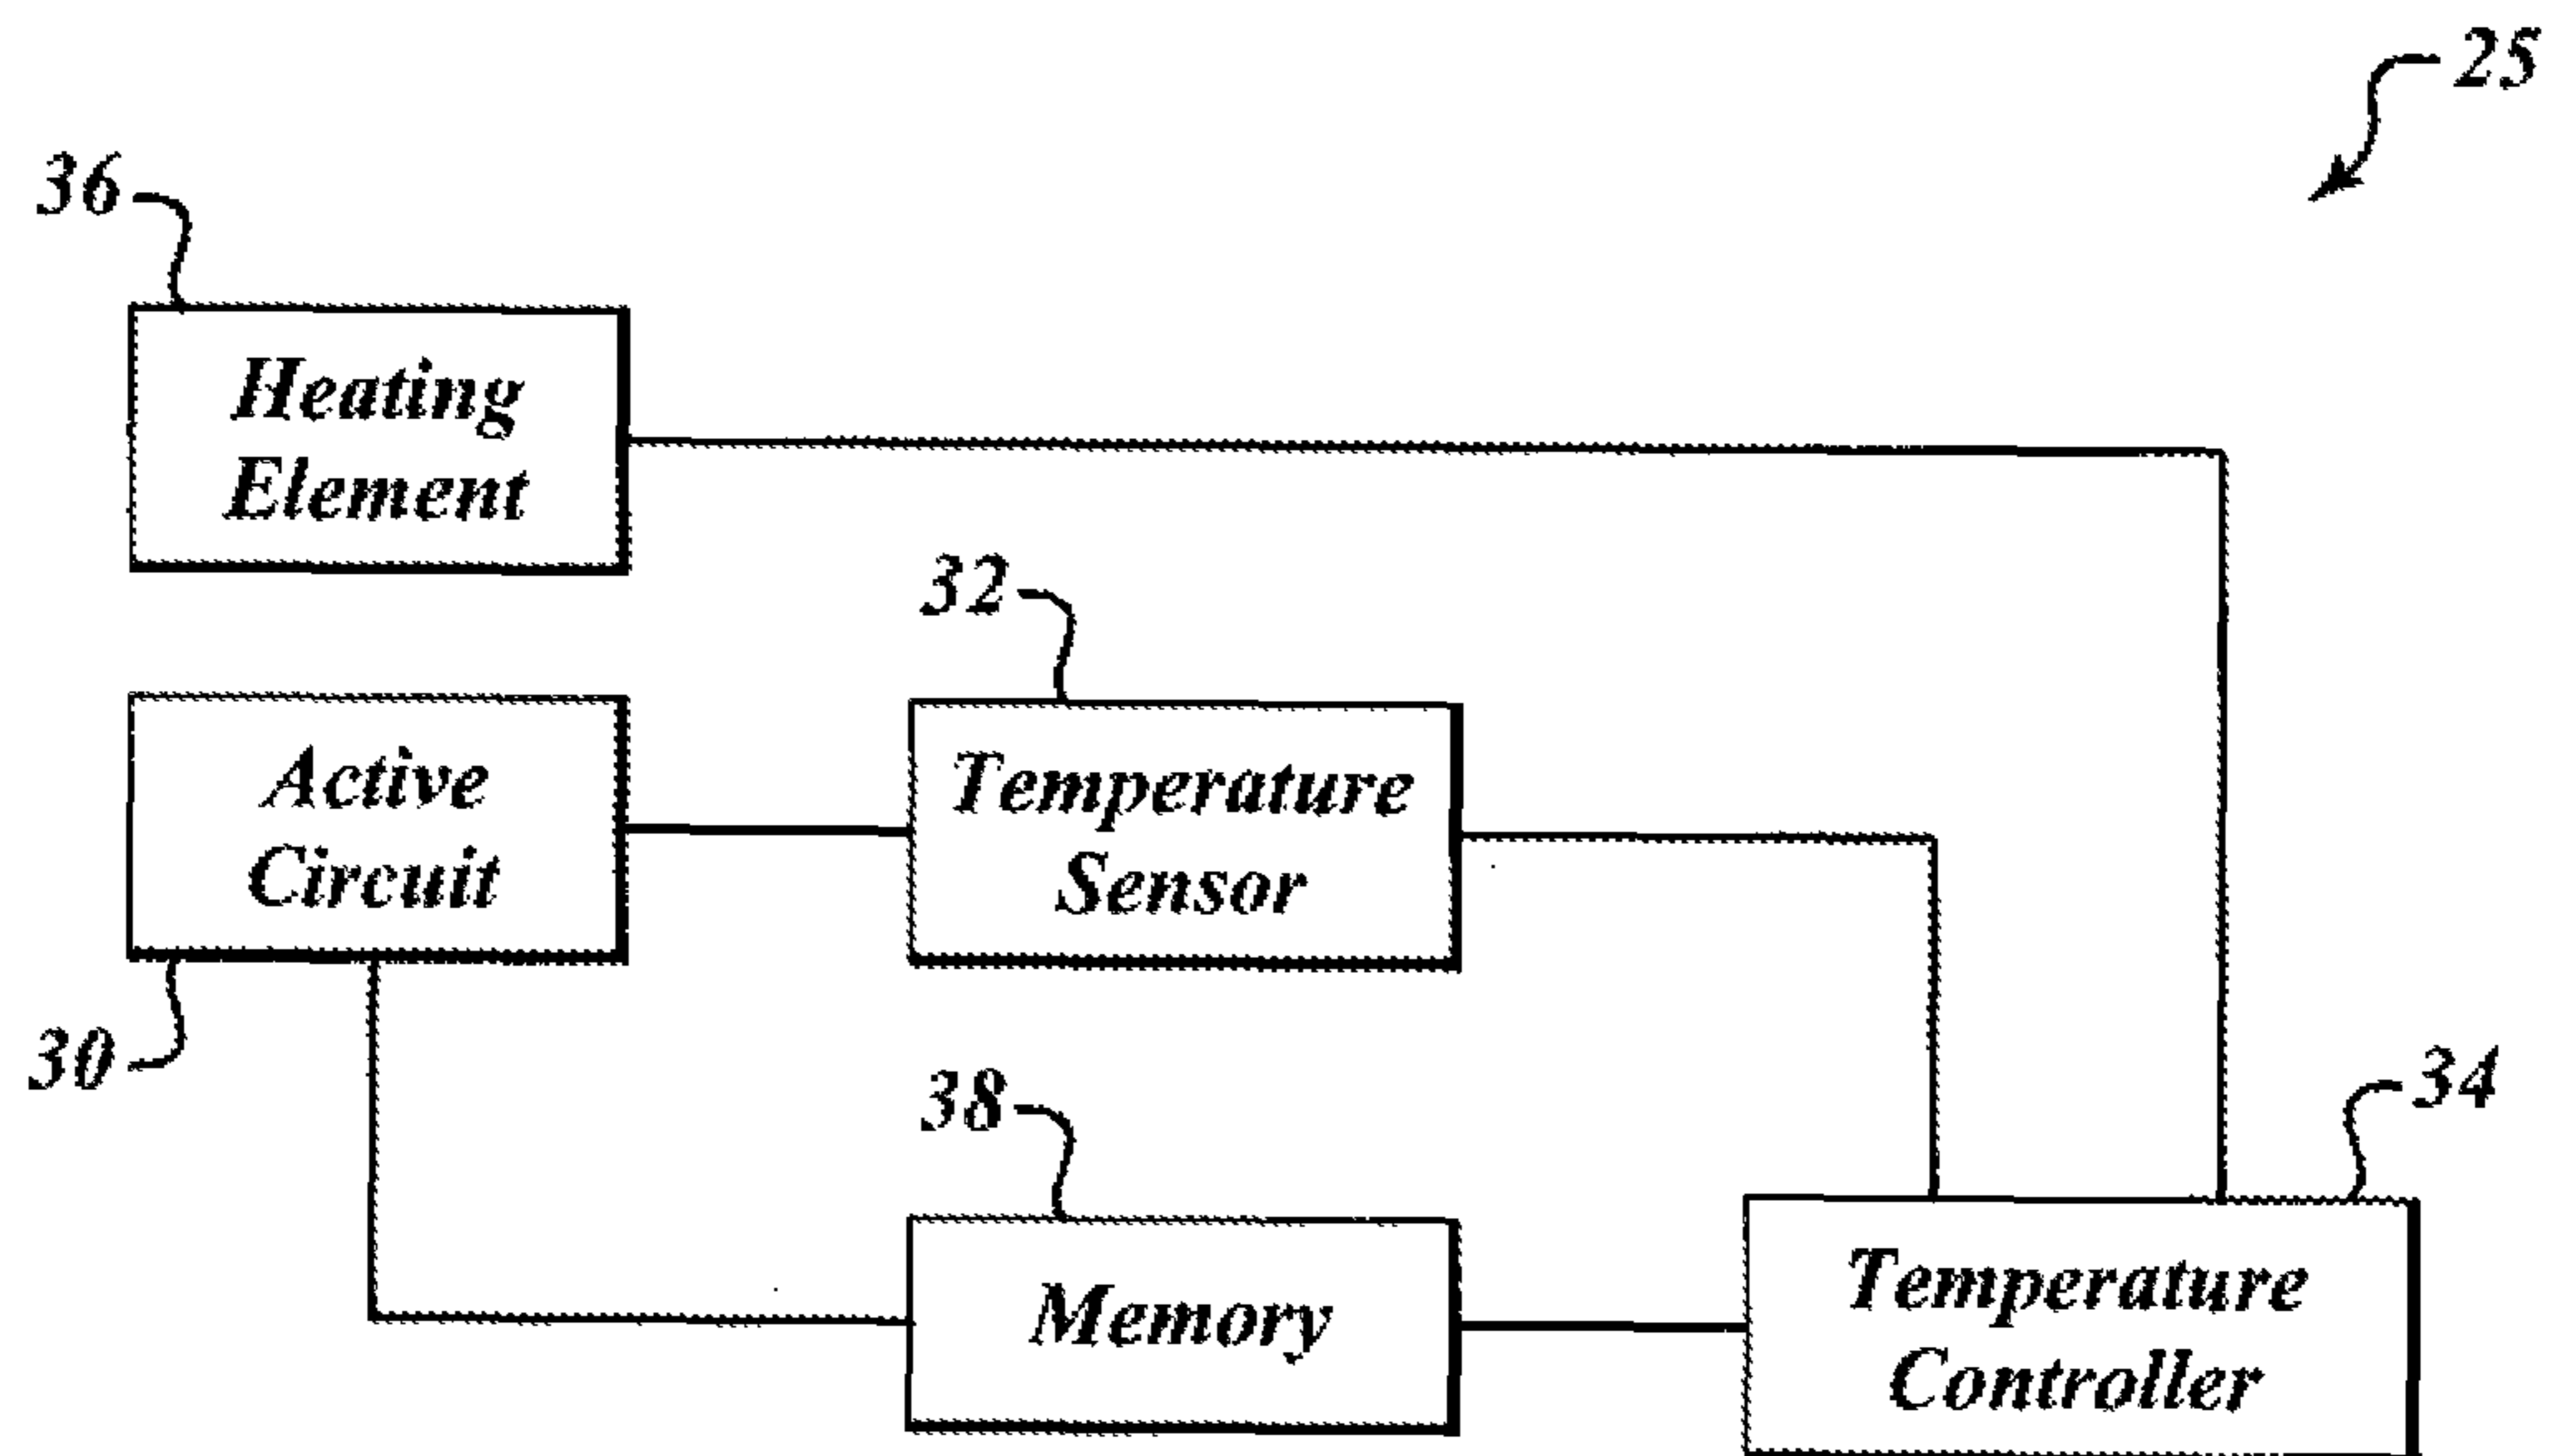 25
36
Heating
Element
32
Active
Circuit
Temperature
Sensor
30
38
34
Memory
Temperature
Controller